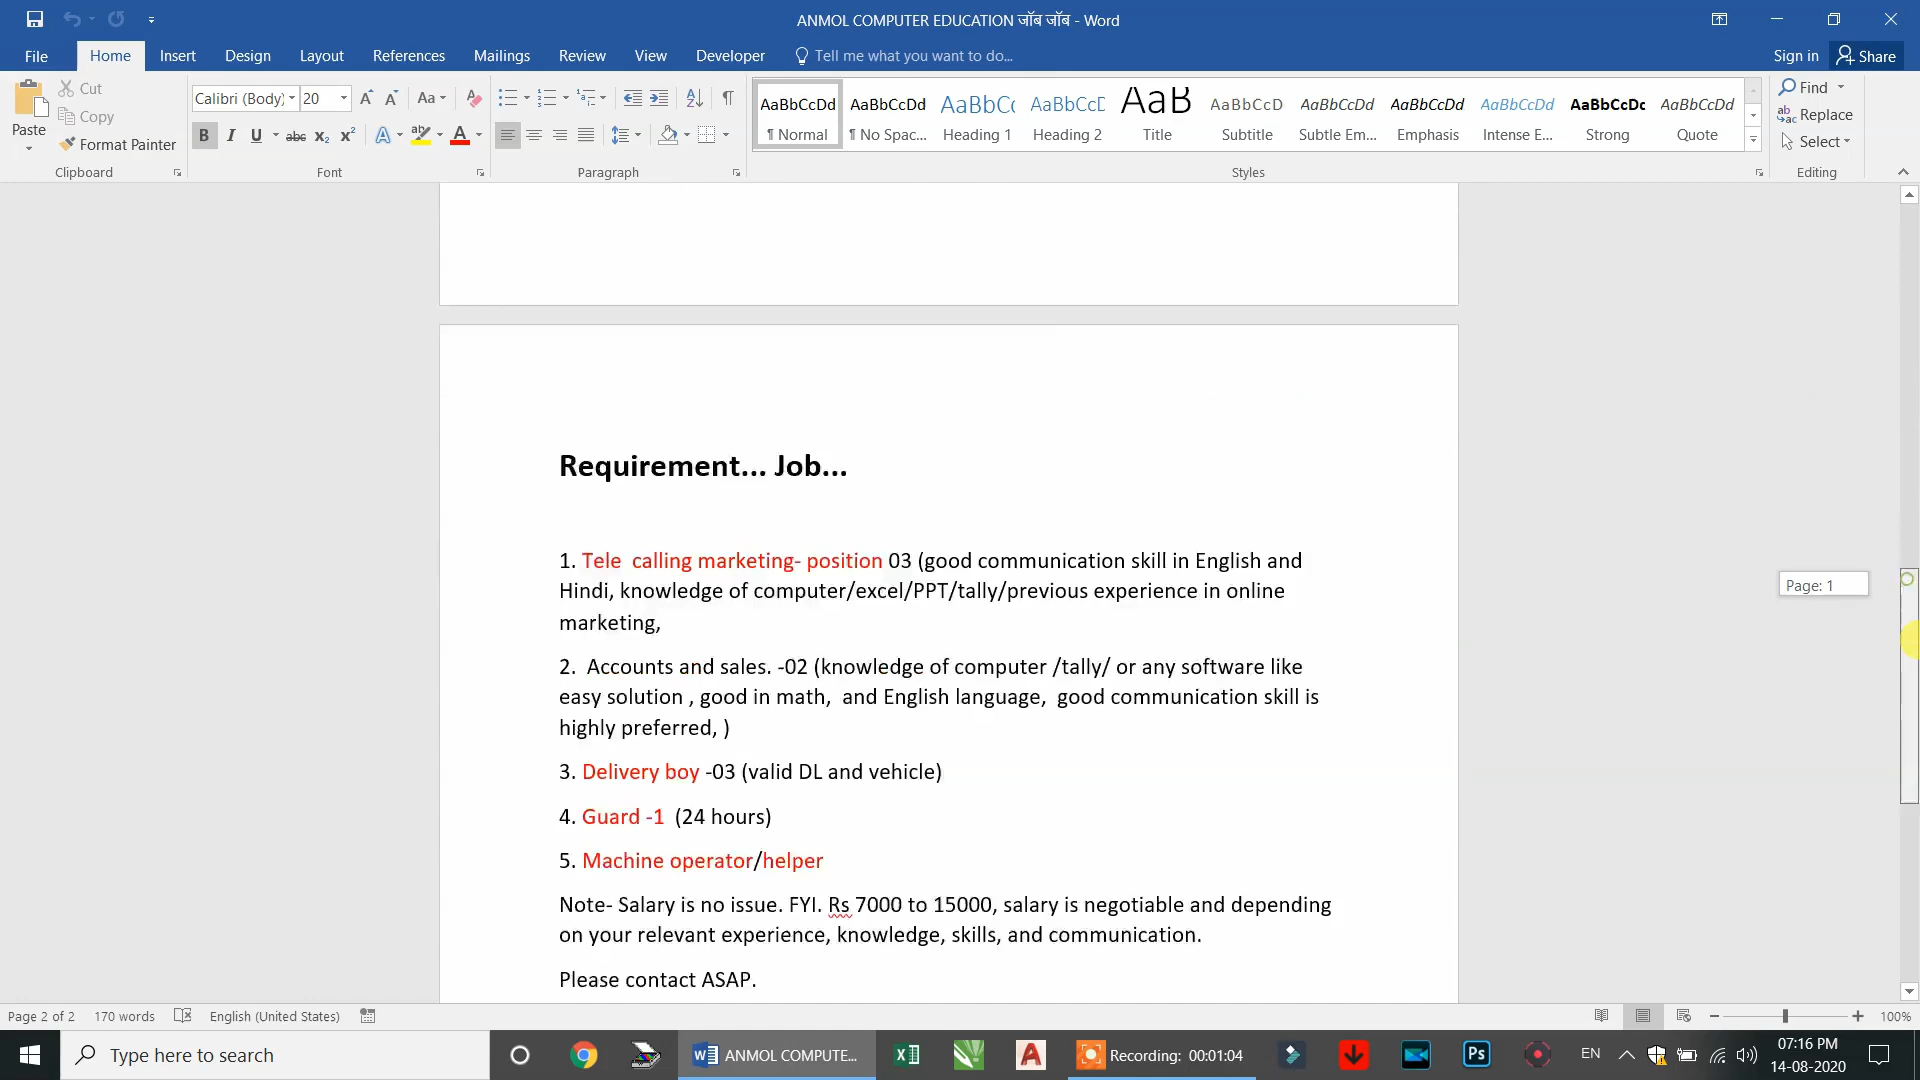 ANMOL COMPUTER EDUCATION जॉब जॉब - Word
File Home Insert Design Layout References Mailings Review View Developer Tell me what you want to do... Sign in Share
Paste
Cut
Copy
Format Painter
Clipboard
Calibri (Body) 20
Font
Paragraph
AaBbCcDd AaBbCcDd AaBbC AaBbCcD AaB AaBbCcD AaBbCcDd AaBbCcDd AaBbCcDd AaBbCcDc AaBbCcDd
¶ Normal ¶ No Spac... Heading 1 Heading 2 Title Subtitle Subtle Em... Emphasis Intense E... Strong Quote
Styles
Find
Replace
Select
Editing
Requirement... Job...
1. Tele calling marketing- position 03 (good communication skill in English and
Hindi, knowledge of computer/excel/PPT/tally/previous experience in online
marketing,
2. Accounts and sales. -02 (knowledge of computer /tally/ or any software like
easy solution , good in math, and English language, good communication skill is
highly preferred, )
3. Delivery boy -03 (valid DL and vehicle)
4. Guard -1 (24 hours)
5. Machine operator/helper
Note- Salary is no issue. FYI. Rs 7000 to 15000, salary is negotiable and depending
on your relevant experience, knowledge, skills, and communication.
Please contact ASAP.
Page: 1
Page 2 of 2 170 words English (United States) 100%
Type here to search
ANMOL COMPUTE...
Recording: 00:01:04
Ps
EN
07:16 PM
14-08-2020